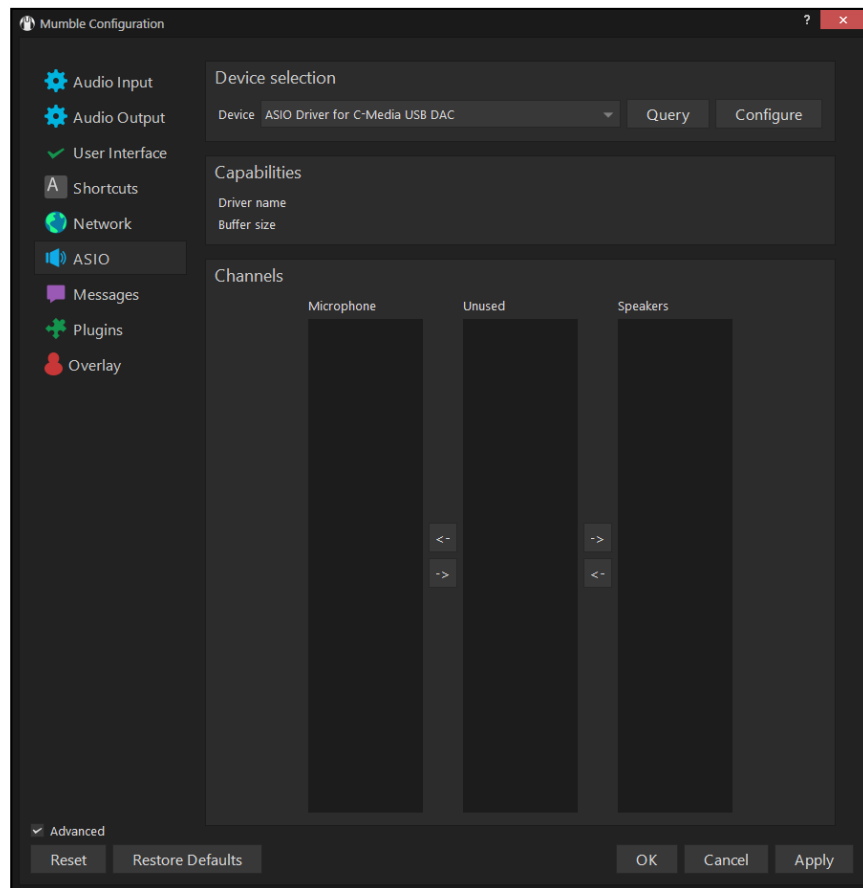 Mumble Configuration
?
Audio Input
Audio Output
User Interface
A Shortcuts
Network
ASIO
Messages
Plugins
Overlay
Device selection
Device ASIO Driver for C-Media USB DAC Query Configure
Capabilities
Driver name
Buffer size
Channels
Microphone Unused Speakers
<- ->
-> <-
Advanced
Reset Restore Defaults OK Cancel Apply